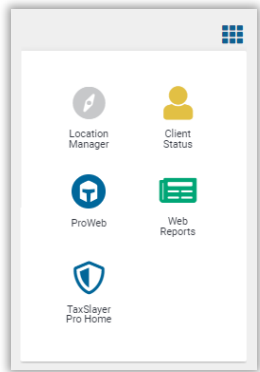 Location
Manager
Client
Status
ProWeb
Web
Reports
TaxSlayer
Pro Home